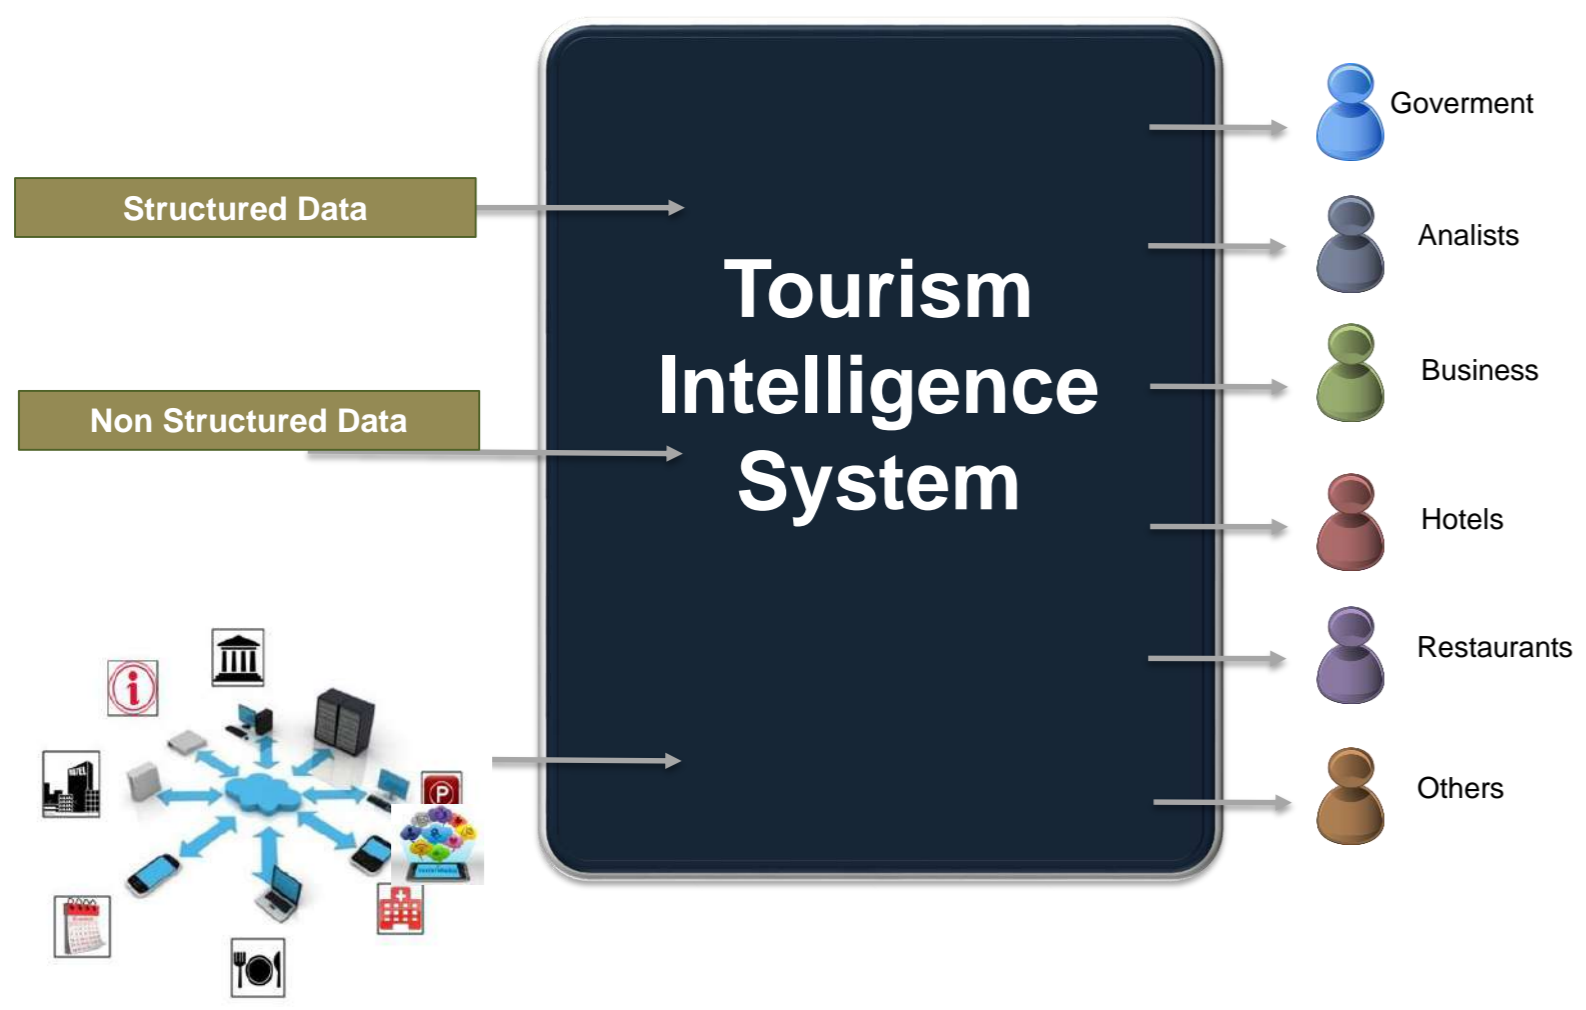 Structured Data
Non Structured Data
Tourism
Intelligence
System
Goverment
Analists
Business
Hotels
Restaurants
Others
i
P